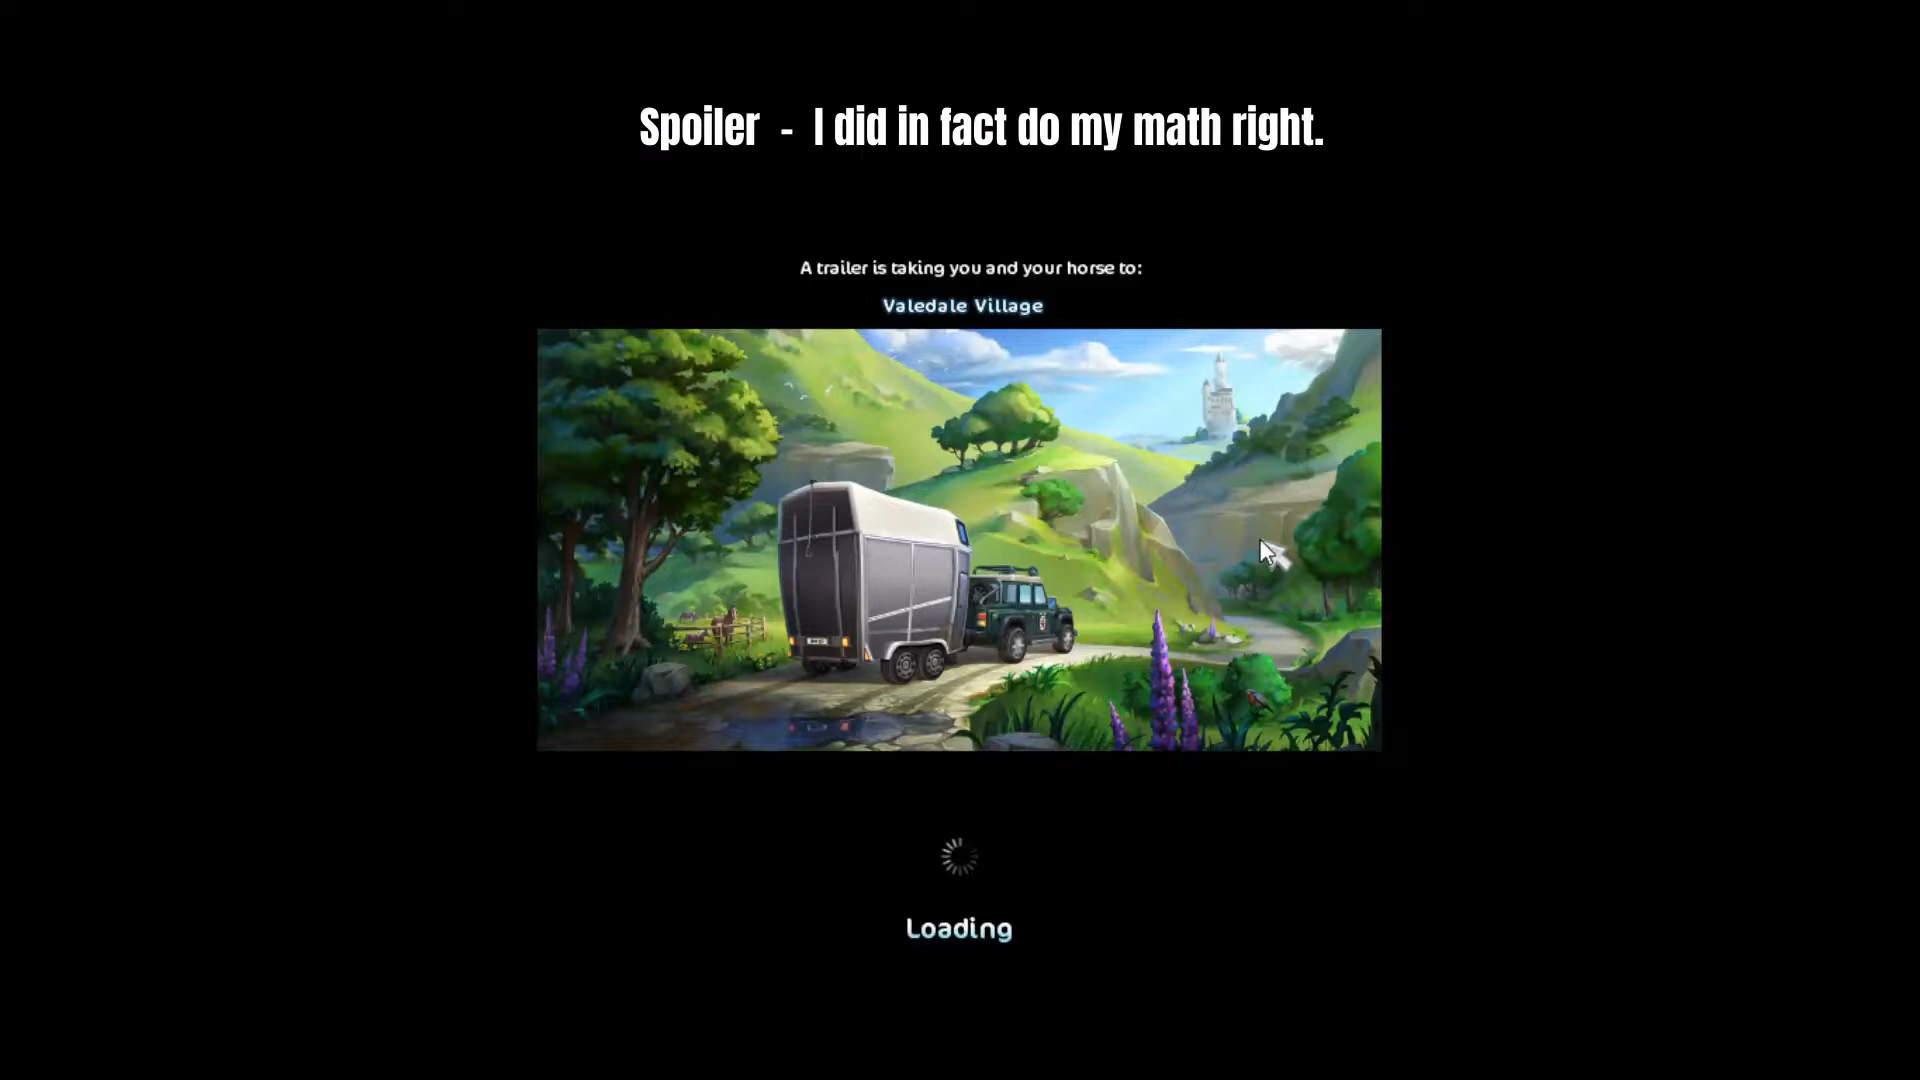 Spoiler - I did in fact do my math right.
A trailer is taking you and your horse to:
Valedale Village
Loading